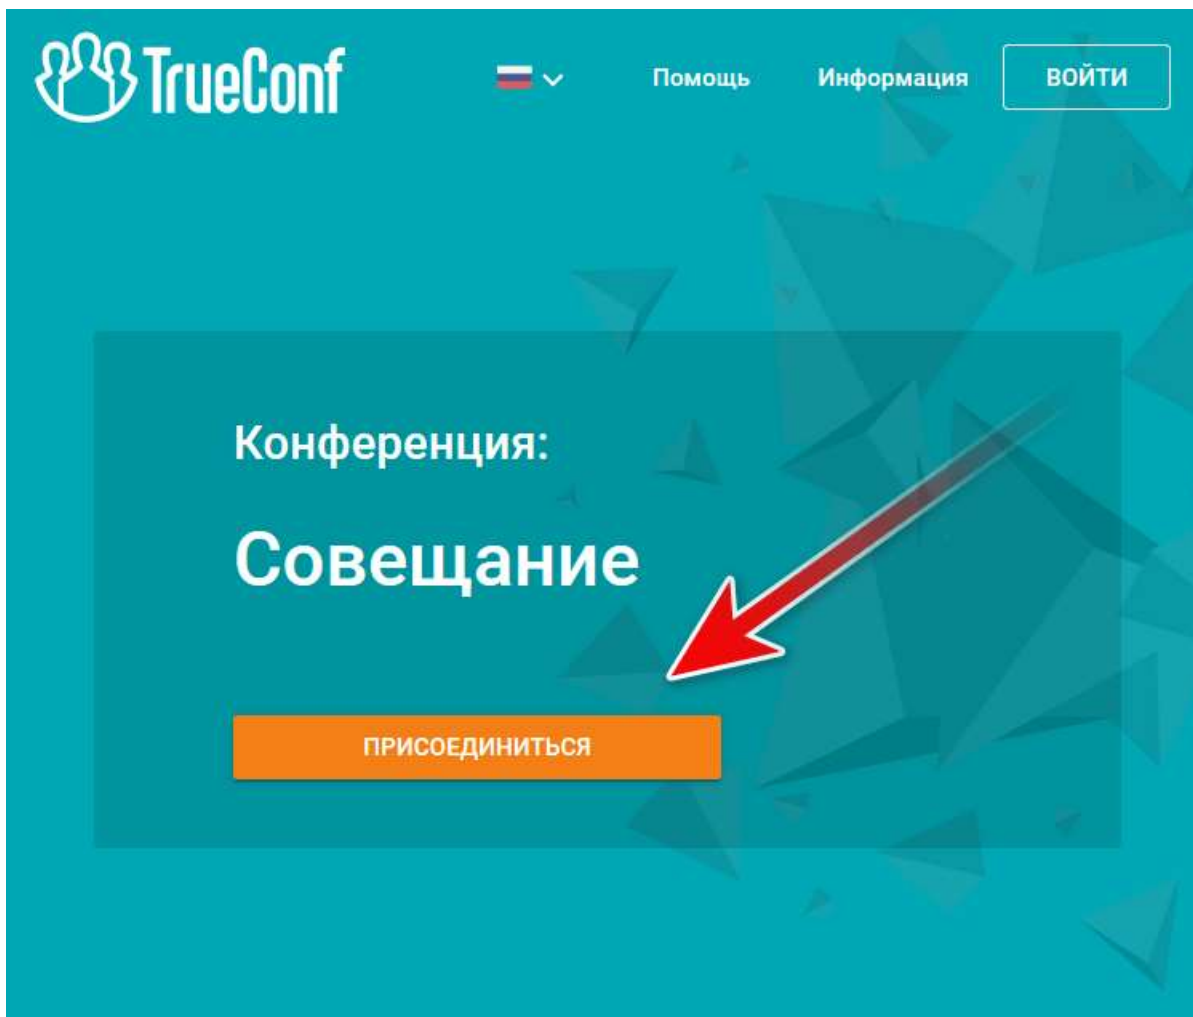 TrueConf
Помощь
Информация
ВОЙТИ
Конференция:
Совещание
ПРИСОЕДИНИТЬСЯ